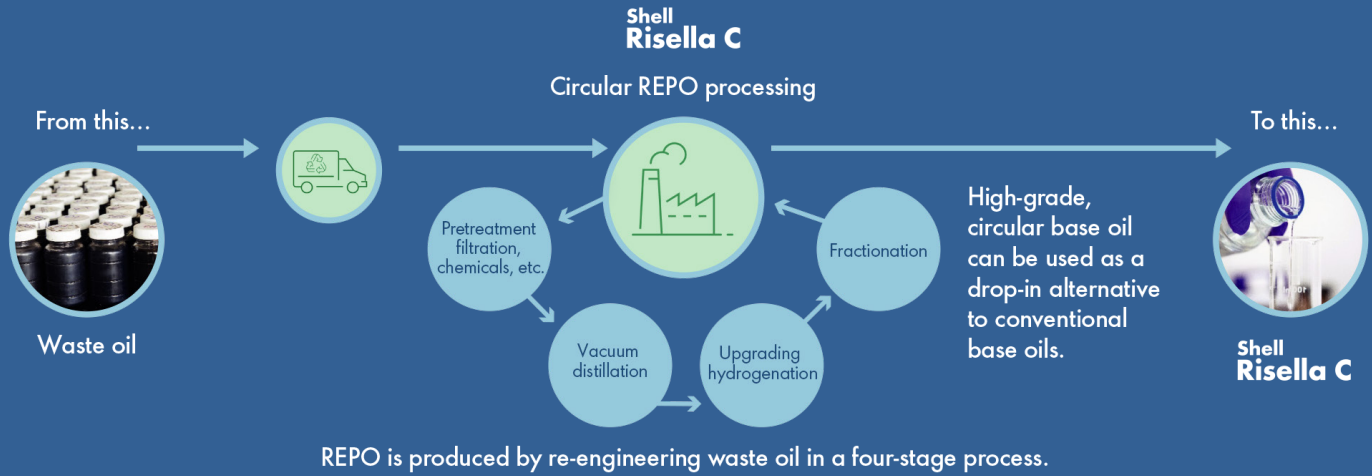 Shell
Risella C
Circular REPO processing
From this...
To this...
Pretreatment
filtration,
chemicals, etc.
Fractionation
High-grade,
circular base oil
can be used as a
drop-in alternative
to conventional
base oils.
Waste oil
Vacuum
distillation
Upgrading
hydrogenation
Shell
Risella C
REPO is produced by re-engineering waste oil in a four-stage process.